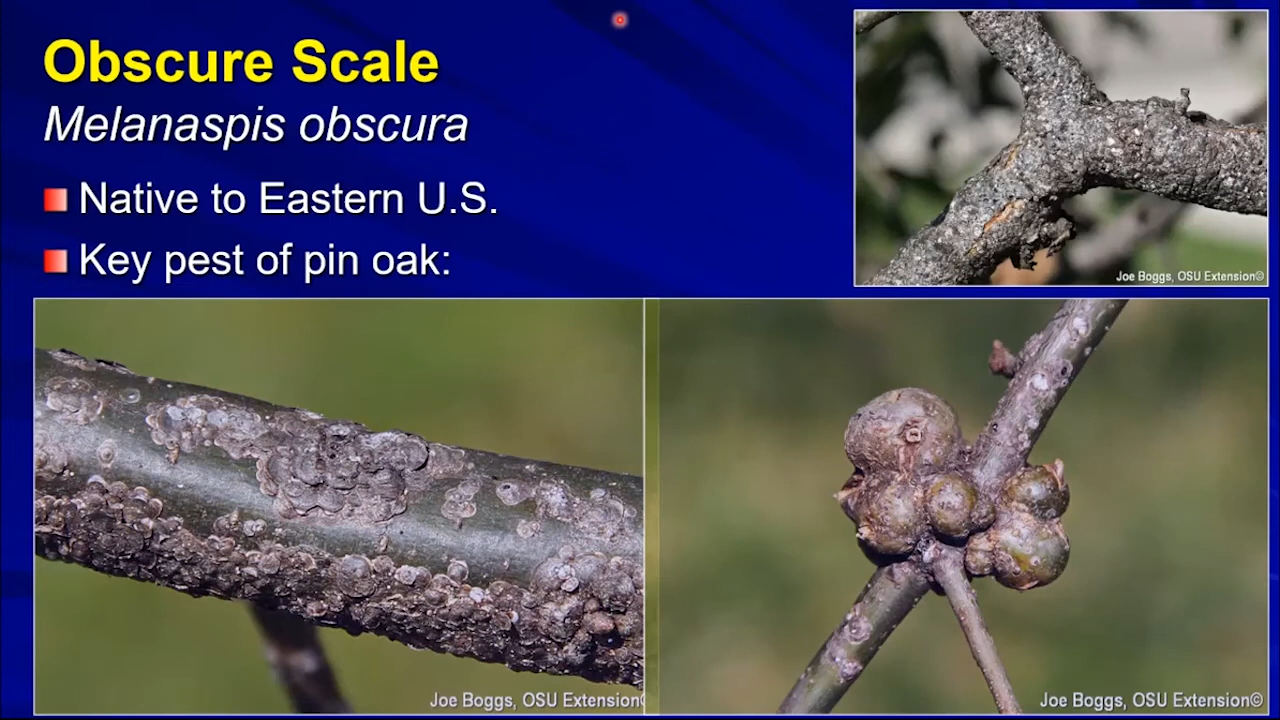 Obscure Scale
Melanaspis obscura
Native to Eastern U.S.
Key pest of pin oak:
Joe Boggs, OSU Extension©
Joe Boggs, OSU Extension©
Joe Boggs, OSU Extension©